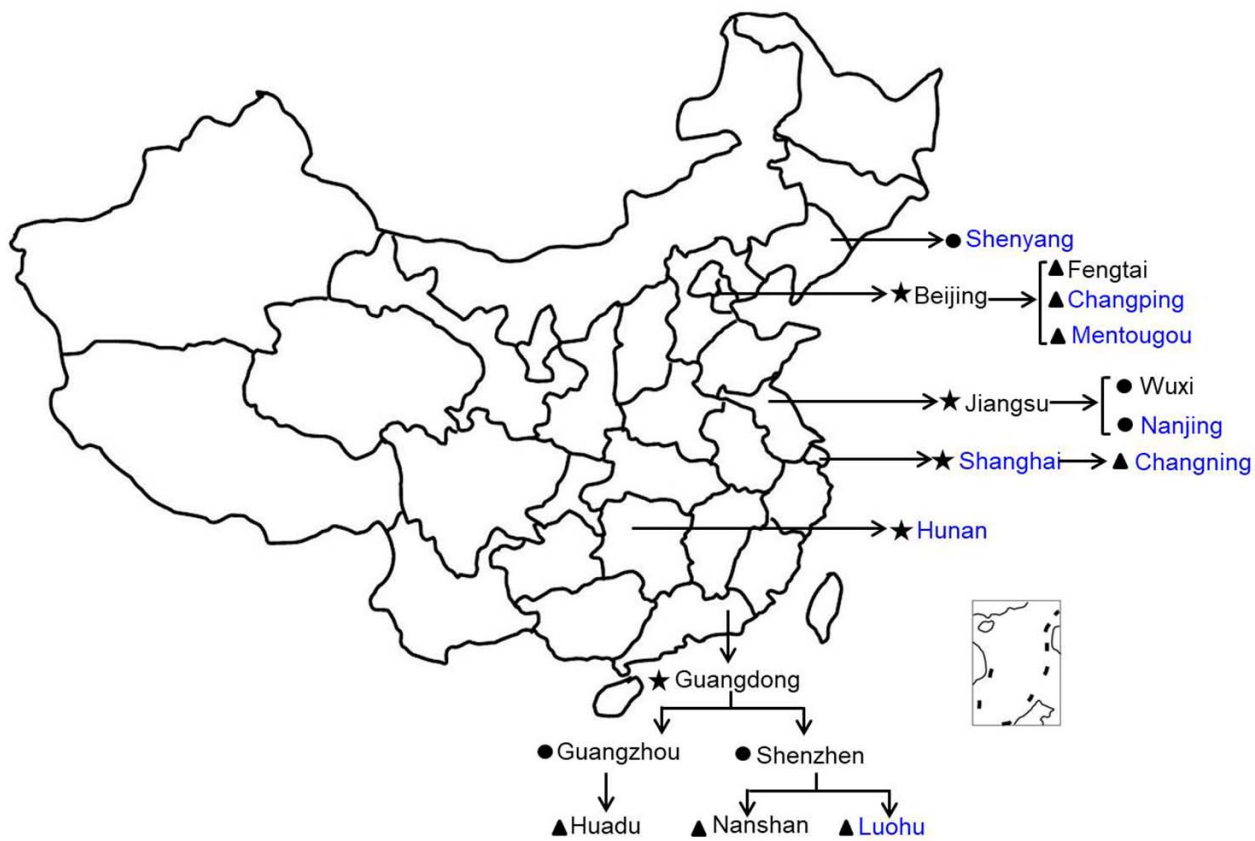 Shenyang
Fengtai
Beijing
Changping
Mentougou
Wuxi
Jiangsu
Nanjing
Shanghai
Changning
Hunan
Guangdong
Guangzhou
Shenzhen
Huadu
Nanshan
Luohu